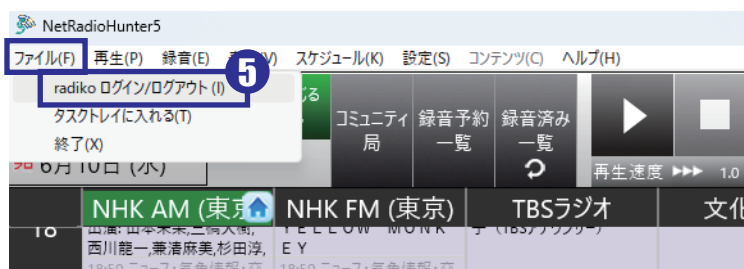 NetRadioHunter5
ファイル(F) 再生(P) 録音(E) (V) スケジュール(K) 設定(S) コンテンツ(C) ヘルプ(H)
5
radiko ログイン/ログアウト (I)
タスクトレイに入れる(T)
終了(X)
じる
コミュニティ局
録音予約一覧
録音済み一覧
再生速度 1.0
6月10日 (水)
NHK AM (東京) NHK FM (東京) TBSラジオ 文化
18
西川龍一,兼清麻美,杉田淳, E Y